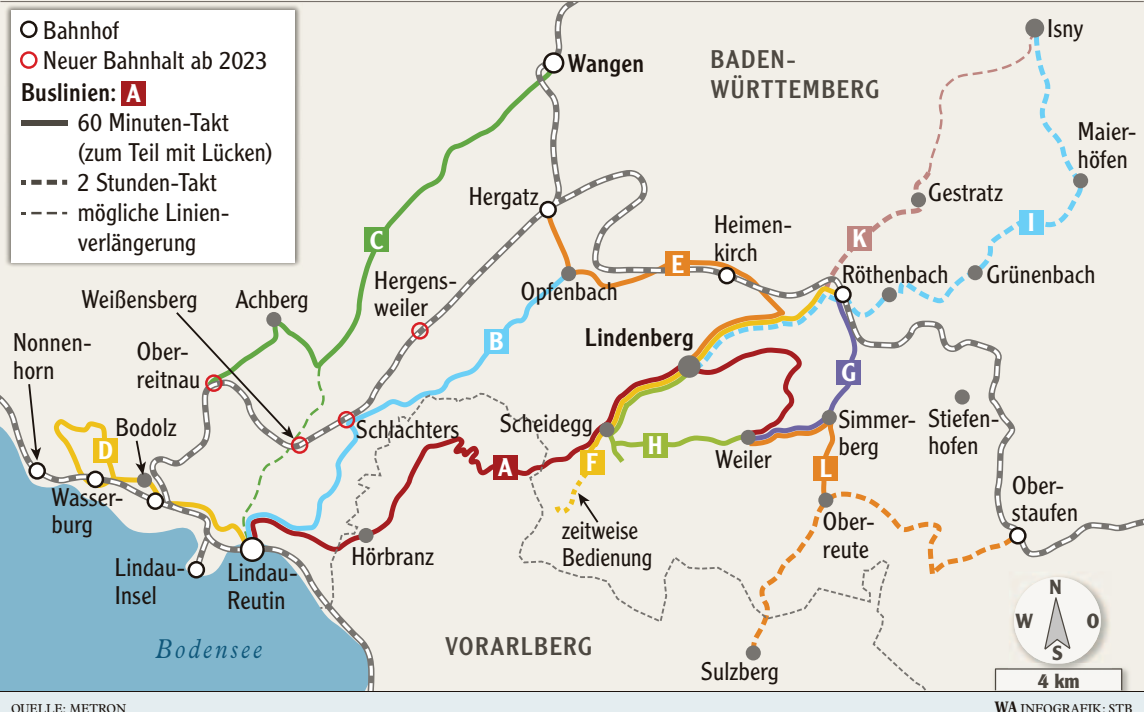 Bahnhof
Neuer Bahnhalt ab 2023
Buslinien: A
60 Minuten-Takt
(zum Teil mit Lücken)
2 Stunden-Takt
mögliche Linien-
verlängerung
Wangen
BADEN-
WÜRTTEMBERG
Isny
Maier-
höfen
Hergatz
Gestratz
I
C
K
Heimen-
kirch
E
Röthenbach
Grünenbach
Opfenbach
Hergens-
weiler
Weißensberg
Achberg
B
Lindenberg
Nonnen-
horn
Ober-
reitnau
G
Bodolz
Schlachters
Scheidegg
Simmer-
berg
Stiefen-
hofen
D
H
Weiler
A
F
L
Wasser-
burg
Ober-
staufen
zeitweise
Bedienung
Ober-
reute
Hörbranz
Lindau-
Insel
Lindau-
Reutin
Bodensee
VORARLBERG
Sulzberg
N
W
O
S
4 km
QUELLE: METRON
WA INFOGRAFIK: STB